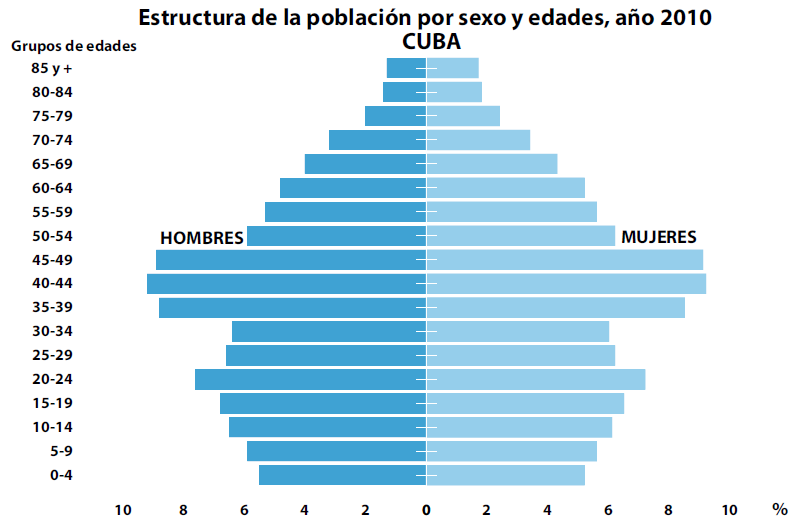 Estructura de la población por sexo y edades, año 2010
CUBA
Grupos de edades
85 y +
80-84
75-79
70-74
65-69
60-64
55-59
50-54
HOMBRES
MUJERES
45-49
40-44
35-39
30-34
25-29
20-24
15-19
10-14
5-9
0-4
10 8 6 4 2 0 2 4 6 8 10 %